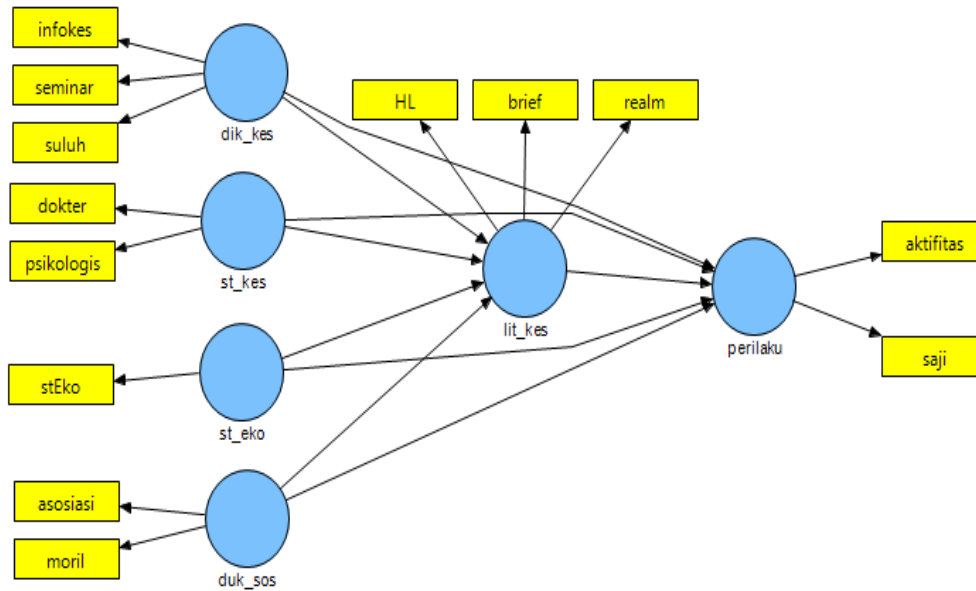 infokes
seminar
suluh
dik_kes
HL
brief
realm
dokter
psikologis
st_kes
lit_kes
aktifitas
perilaku
saji
stEko
st_eko
asosiasi
moril
duk_sos